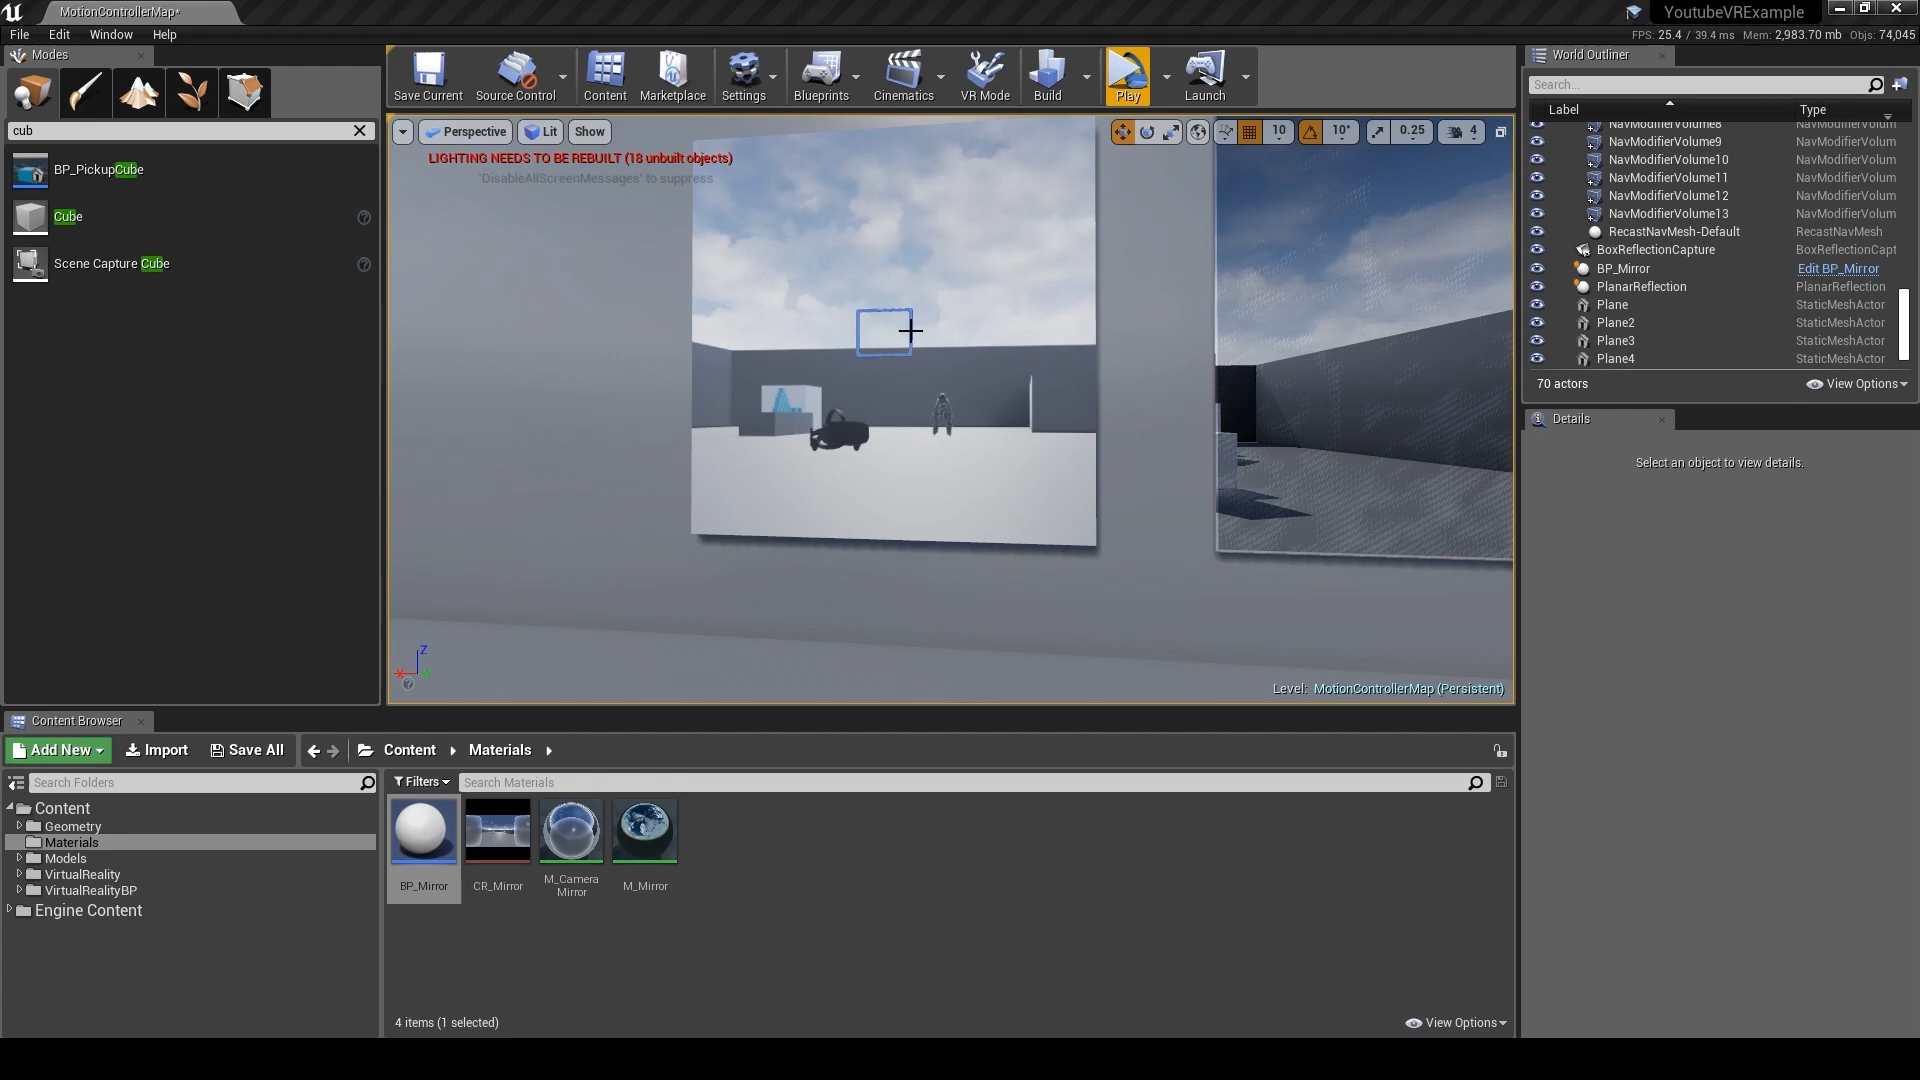 MotionControllerMap*
YoutubeVRExample
File Edit Window Help
FPS: 25.4 / 39.4 ms Mem: 2,983.70 mb Objs: 74,045
Modes
cub
BP_PickupCube
Cube
Scene Capture Cube
Save Current Source Control Content Marketplace Settings Blueprints Cinematics VR Mode Build Play Launch
Perspective Lit Show
10 10° 0.25 4
LIGHTING NEEDS TO BE REBUILT (18 unbuilt objects)
'DisableAllScreenMessages' to suppress
Z
X
Y
Level: MotionControllerMap (Persistent)
World Outliner
Search...
Label Type
NavModifierVolume8 NavModifierVolum
NavModifierVolume9 NavModifierVolum
NavModifierVolume10 NavModifierVolum
NavModifierVolume11 NavModifierVolum
NavModifierVolume12 NavModifierVolum
NavModifierVolume13 NavModifierVolum
RecastNavMesh-Default RecastNavMesh
BoxReflectionCapture BoxReflectionCapt
BP_Mirror Edit BP_Mirror
PlanarReflection PlanarReflection
Plane StaticMeshActor
Plane2 StaticMeshActor
Plane3 StaticMeshActor
Plane4 StaticMeshActor
70 actors View Options
Details
Select an object to view details.
Content Browser
Add New Import Save All Content Materials
Search Folders
Content
Geometry
Materials
Models
VirtualReality
VirtualRealityBP
Engine Content
Filters Search Materials
BP_Mirror
CR_Mirror
M_Camera
Mirror
M_Mirror
4 items (1 selected) View Options